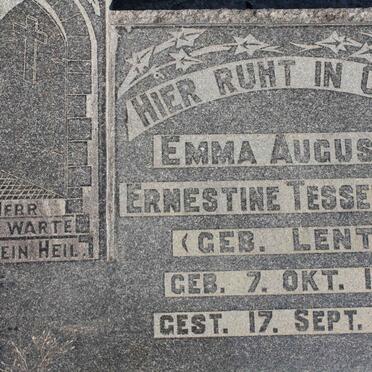 HIER RUHT IN
EMMA AUGUS
ERNESTINE TESSE
(GEB. LENT
GEB. 7. OKT. 1
GEST. 17. SEPT.
HERR
WARTE
EIN HEIL.